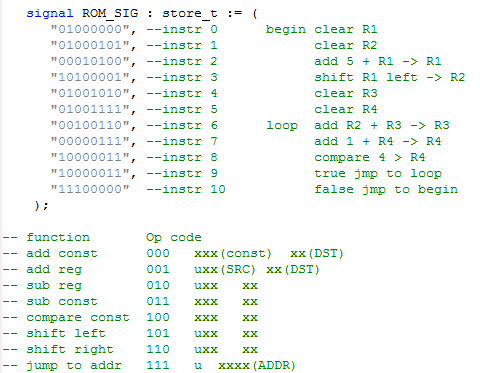 signal ROM_SIG : store_t := (
"01000000", --instr 0 begin clear R1
"01000101", --instr 1 clear R2
"00010100", --instr 2 add 5 + R1 -> R1
"10100001", --instr 3 shift R1 left -> R2
"01001010", --instr 4 clear R3
"01001111", --instr 5 clear R4
"00100110", --instr 6 loop add R2 + R3 -> R3
"00000111", --instr 7 add 1 + R4 -> R4
"10000011", --instr 8 compare 4 > R4
"10000011", --instr 9 true jmp to loop
"11100000" --instr 10 false jmp to begin
);
-- function Op code
-- add const 000 xxx(const) xx(DST)
-- add reg 001 uxx(SRC) xx(DST)
-- sub reg 010 uxx xx
-- sub const 011 xxx xx
-- compare const 100 xxx xx
-- shift left 101 uxx xx
-- shift right 110 uxx xx
-- jump to addr 111 u xxxx(ADDR)